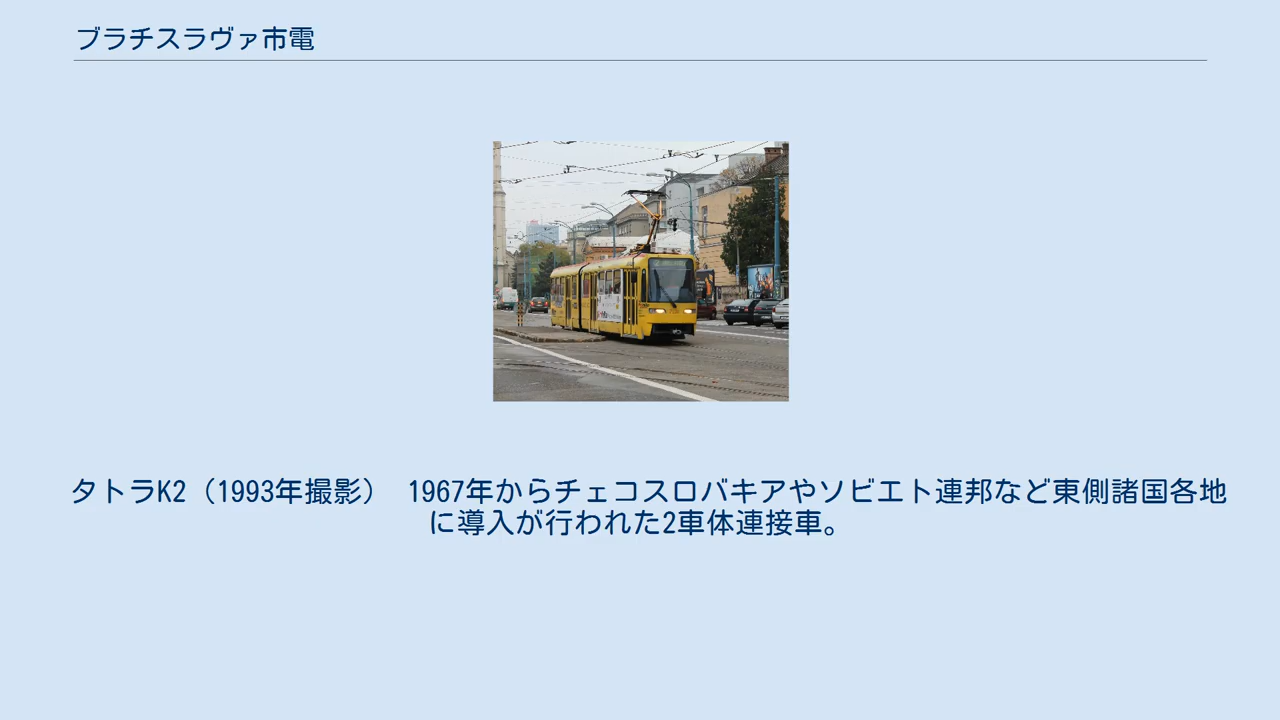 ブラチスラヴァ市電
タトラK2（1993年撮影）　1967年からチェコスロバキアやソビエト連邦など東側諸国各地
に導入が行われた2車体連接車。